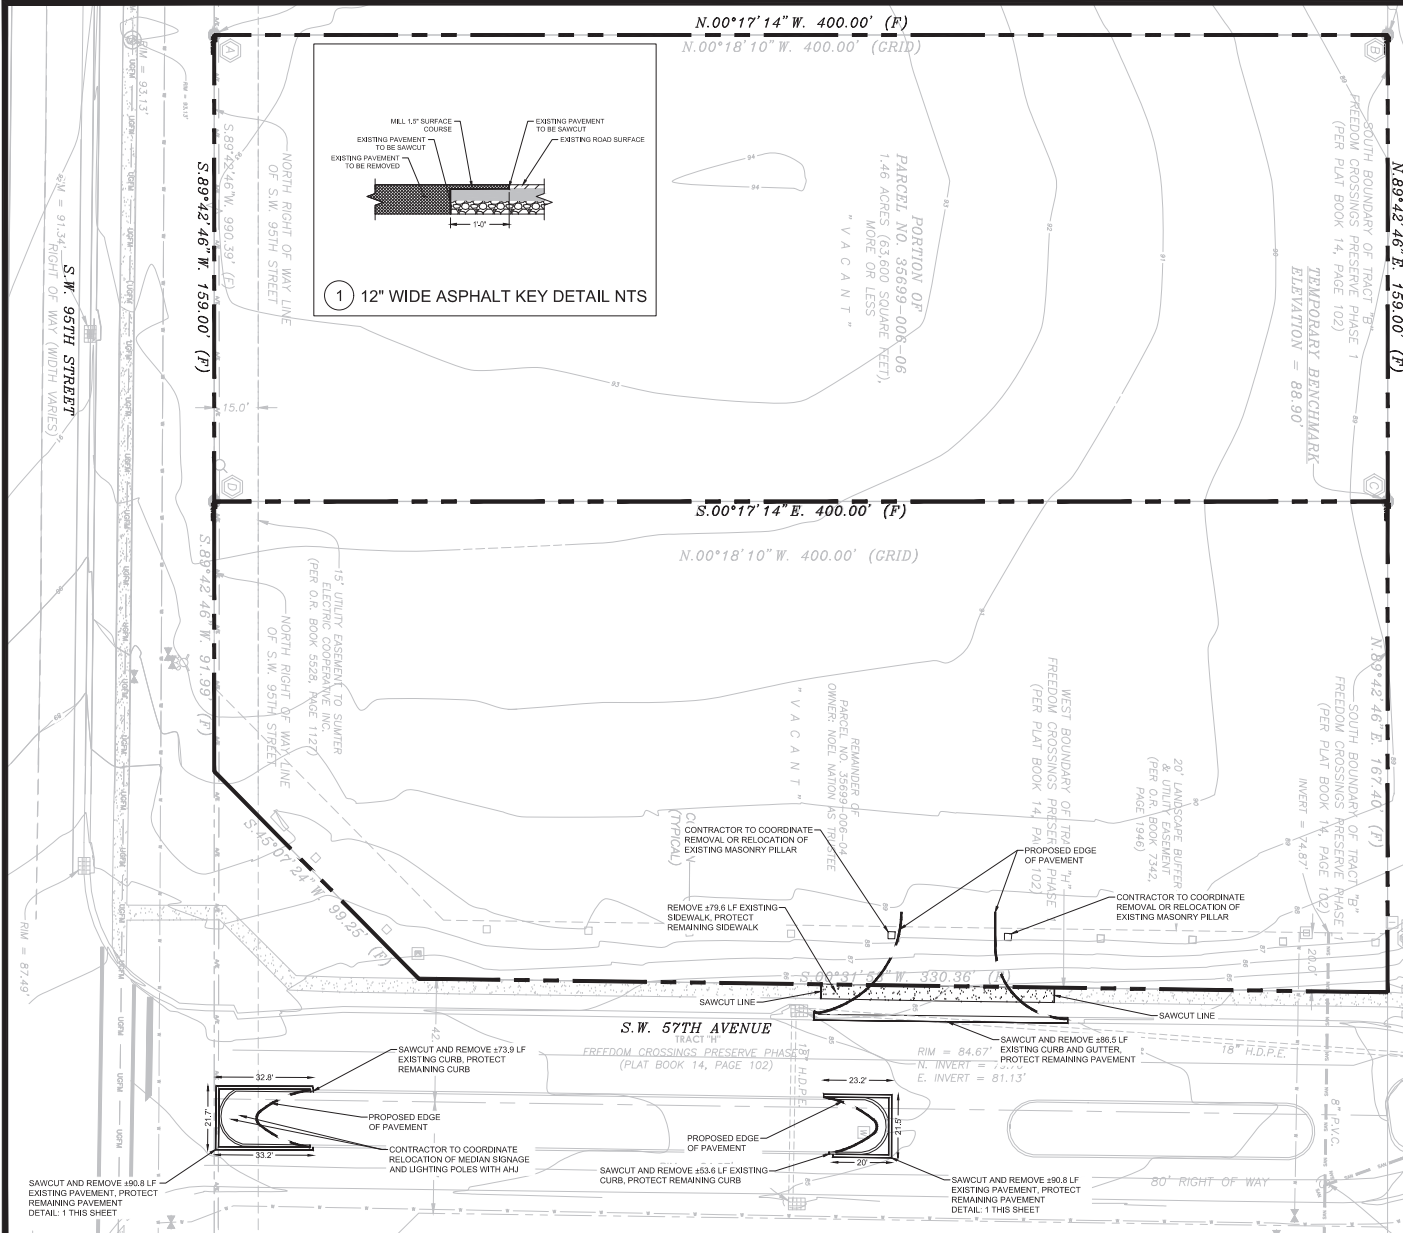 N.00°17'14"W. 400.00' (F)
N.00°18'10"W. 400.00' (GRID)
A
B
RIM = 93.13'
RIM = 93.13'
MILL 1.5" SURFACE
COURSE
EXISTING PAVEMENT
TO BE SAWCUT
EXISTING PAVEMENT
TO BE REMOVED
EXISTING PAVEMENT
TO BE SAWCUT
EXISTING ROAD SURFACE
1'-0"
1 12" WIDE ASPHALT KEY DETAIL NTS
S.89°42'46"W. 990.39' (F)
S.89°42'46"W. 159.00' (F)
NORTH RIGHT OF WAY LINE
OF S.W. 95TH STREET
S.W. 95TH STREET
RIGHT OF WAY (WIDTH VARIES)
15.0'
PORTION OF
PARCEL NO. 35699-006-06
1.46 ACRES (63,600 SQUARE FEET),
MORE OR LESS
" V A C A N T "
SOUTH BOUNDARY OF TRACT "B"
FREEDOM CROSSINGS PRESERVE PHASE 1
(PER PLAT BOOK 14, PAGE 102)
TEMPORARY BENCHMARK
ELEVATION = 88.90'
N.89°42'46"E. 159.00' (F)
D
C
S.00°17'14"E. 400.00' (F)
N.00°18'10"W. 400.00' (GRID)
S.89°42'46"W. 91.99' (F)
15' UTILITY EASEMENT TO SUMTER
ELECTRIC COOPERATIVE INC.
(PER O.R. BOOK 5528, PAGE 1127)
NORTH RIGHT OF WAY LINE
OF S.W. 95TH STREET
S.45°07'24"W. 99.25' (F)
REMAINDER OF
PARCEL NO. 35699-006-04
OWNER: NOEL NATION AS TRUSTEE
" V A C A N T "
(TYPICAL)
WEST BOUNDARY OF TRA "H"
FREEDOM CROSSINGS PRESER PHASE
(PER PLAT BOOK 14, PA 102)
20' LANDSCAPE BUFFER
& UTILITY EASEMENT
(PER O.R. BOOK 7342,
PAGE 1946)
N.89°42'46"E. 167.40' (F)
SOUTH BOUNDARY OF TRACT "B"
FREEDOM CROSSINGS PRESERVE PHASE 1
(PER PLAT BOOK 14, PAGE 102)
INVERT = 74.87'
CONTRACTOR TO COORDINATE
REMOVAL OR RELOCATION OF
EXISTING MASONRY PILLAR
PROPOSED EDGE
OF PAVEMENT
CONTRACTOR TO COORDINATE
REMOVAL OR RELOCATION OF
EXISTING MASONRY PILLAR
REMOVE ±79.6 LF EXISTING
SIDEWALK, PROTECT
REMAINING SIDEWALK
20.0'
RIM = 87.49'
SAWCUT LINE
SAWCUT LINE
S.W. 57TH AVENUE
TRACT "H"
FREEDOM CROSSINGS PRESERVE PHASE
(PLAT BOOK 14, PAGE 102)
RIM = 84.67'
E. INVERT = 81.13'
18" H.D.P.E.
18" H.D.P.E.
SAWCUT AND REMOVE ±86.5 LF
EXISTING CURB AND GUTTER,
PROTECT REMAINING PAVEMENT
SAWCUT AND REMOVE ±73.9 LF
EXISTING CURB, PROTECT
REMAINING CURB
32.8'
21.7'
33.2'
PROPOSED EDGE
OF PAVEMENT
CONTRACTOR TO COORDINATE
RELOCATION OF MEDIAN SIGNAGE
AND LIGHTING POLES WITH AHJ
SAWCUT AND REMOVE ±90.8 LF
EXISTING PAVEMENT, PROTECT
REMAINING PAVEMENT
DETAIL: 1 THIS SHEET
23.2'
21.5'
20'
PROPOSED EDGE
OF PAVEMENT
SAWCUT AND REMOVE ±53.6 LF EXISTING
CURB, PROTECT REMAINING CURB
SAWCUT AND REMOVE ±90.8 LF
EXISTING PAVEMENT, PROTECT
REMAINING PAVEMENT
DETAIL: 1 THIS SHEET
8" P.V.C.
80' RIGHT OF WAY